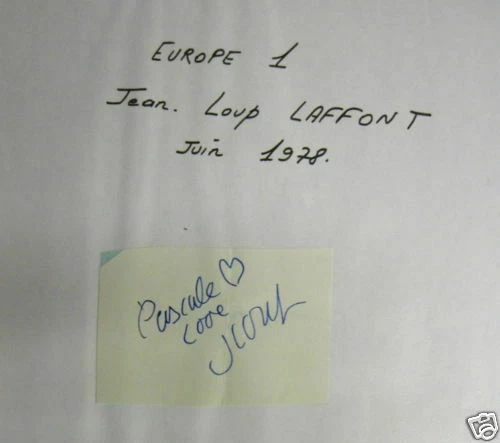 EUROPE 1
Jean. Loup LAFFONT
Juin 1978.
Pascale
Love